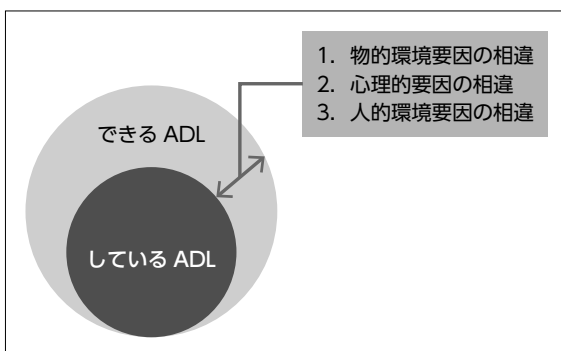 1. 物的環境要因の相違
2. 心理的要因の相違
3. 人的環境要因の相違
できる ADL
している ADL